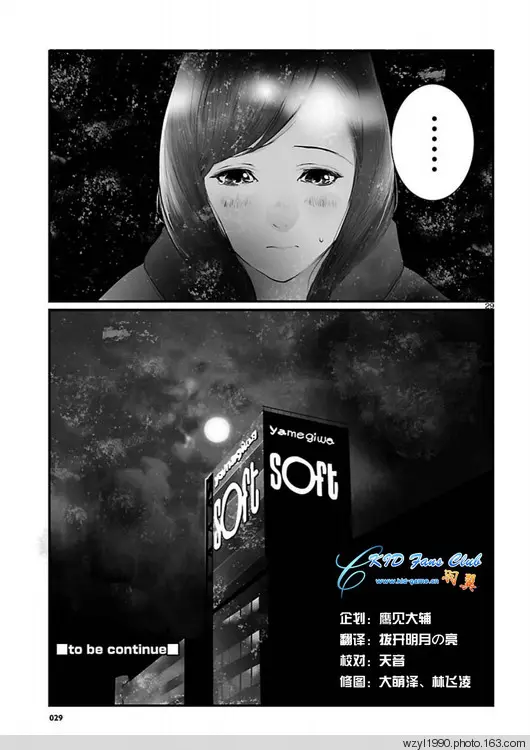 ……
29
yamegiwa
soft
yamegiwa
soft
KID Fans Club
www.kid-game.cn 羽翼
企划：鹰见大辅
翻译：拔开明月の亮
校对：天音
修图：大萌泽、林飞凌
■to be continue■
029
wzyl1990.photo.163.com